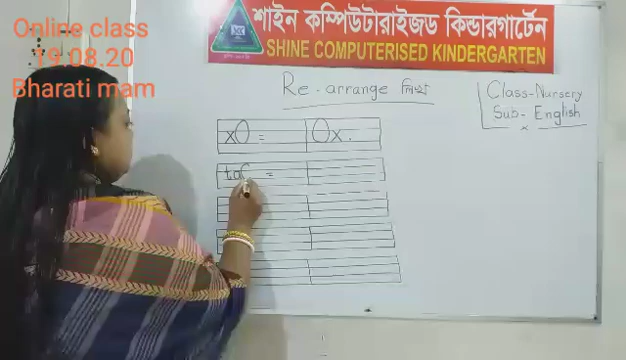 Online class
19.08.20
Bharati mam
শাইন কম্পিউটারাইজড কিন্ডারগার্টেন
SHINE COMPUTERISED KINDERGARTEN
Re-arrange লিখ
Class-Nursery
Sub- English
xO = Ox.
tac =